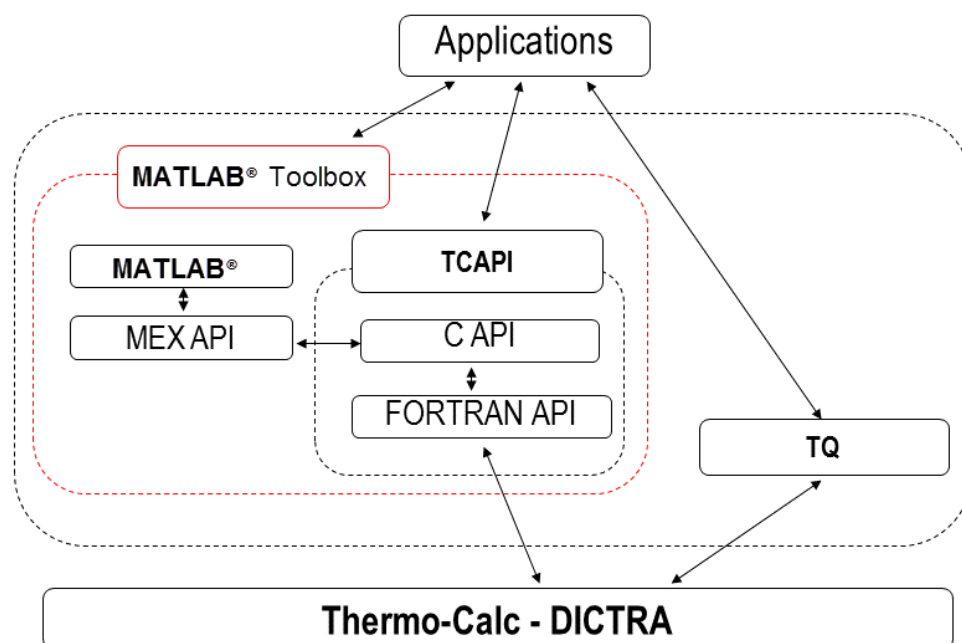 Applications
MATLAB® Toolbox
TCAPI
MATLAB®
MEX API
C API
FORTRAN API
TQ
Thermo-Calc - DICTRA